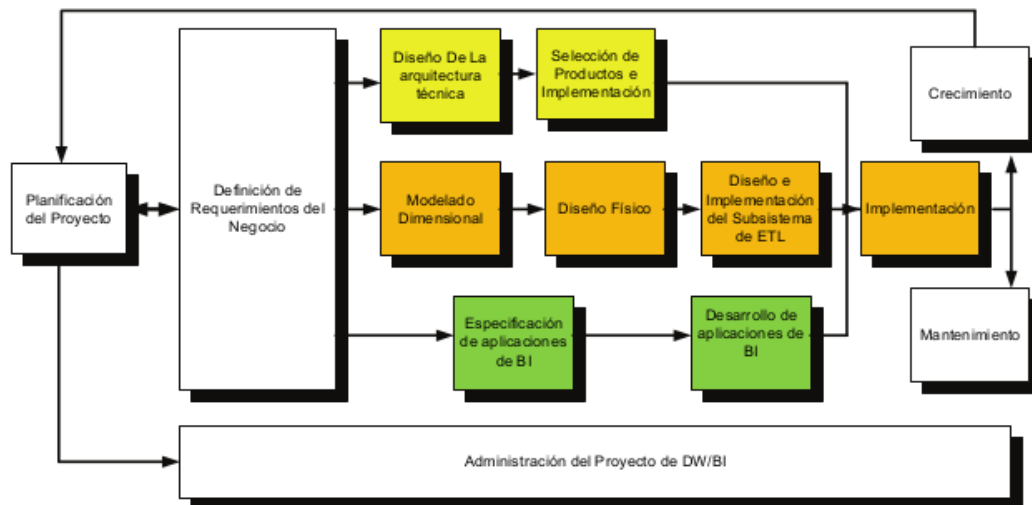 Diseño De La
arquitectura
técnica
Selección de
Productos e
Implementación
Crecimiento
Planificación
del Proyecto
Definición de
Requerimientos del
Negocio
Modelado
Dimensional
Diseño Físico
Diseño e
Implementación
del Subsistema
de ETL
Implementación
Especificación
de aplicaciones
de BI
Desarrollo de
aplicaciones de
BI
Mantenimiento
Administración del Proyecto de DW/BI